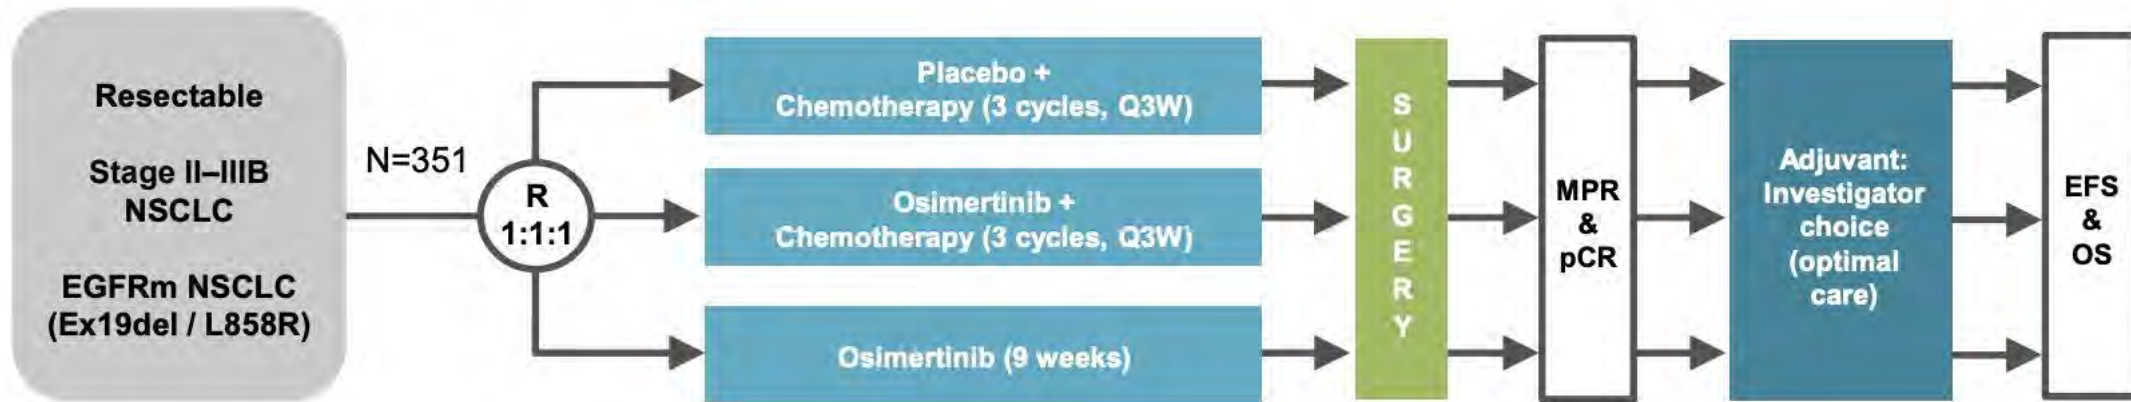 Resectable
Stage II–IIIB
NSCLC
EGFRm NSCLC
(Ex19del / L858R)
N=351
R
1:1:1
Placebo +
Chemotherapy (3 cycles, Q3W)
Osimertinib +
Chemotherapy (3 cycles, Q3W)
Osimertinib (9 weeks)
SURGERY
MPR
&
pCR
Adjuvant:
Investigator
choice
(optimal
care)
EFS
&
OS